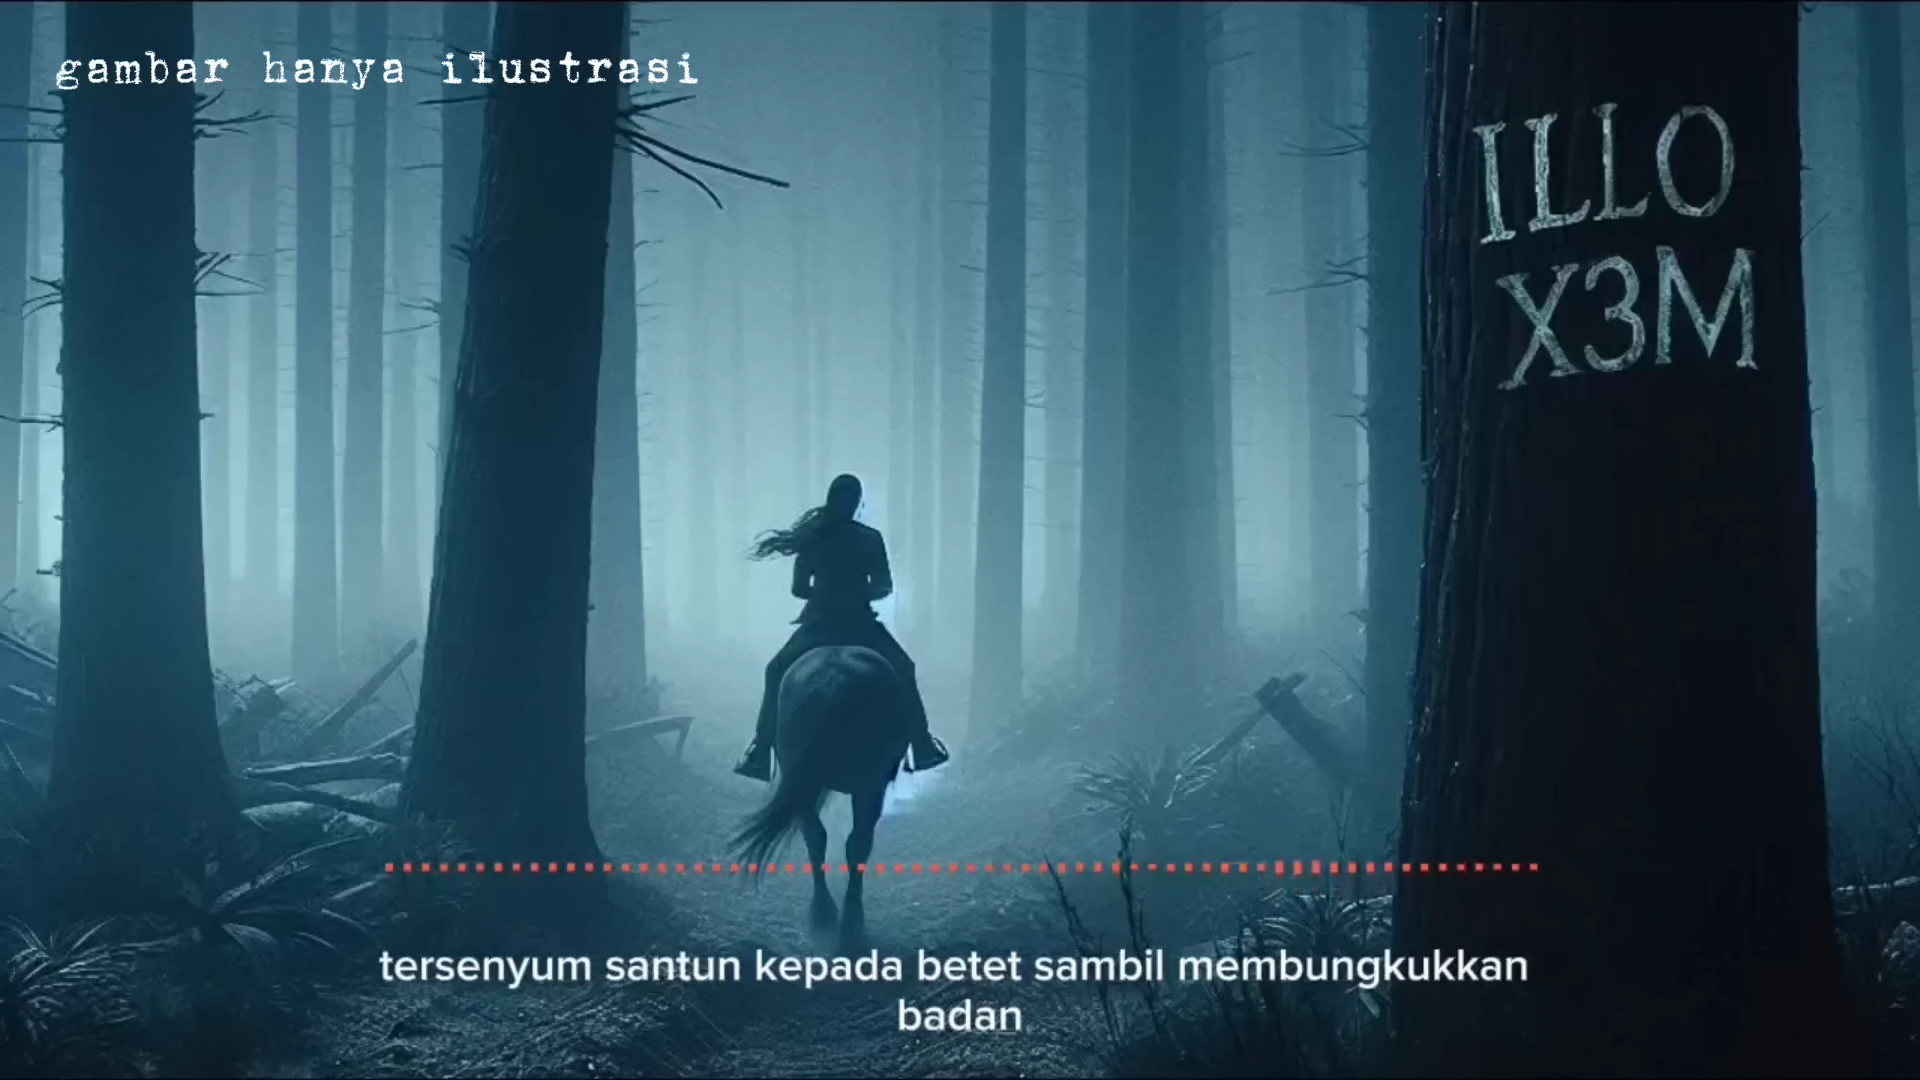 gambar hanya ilustrasi
ILLO
X3M
tersenyum santun kepada betet sambil membungkukkan
badan